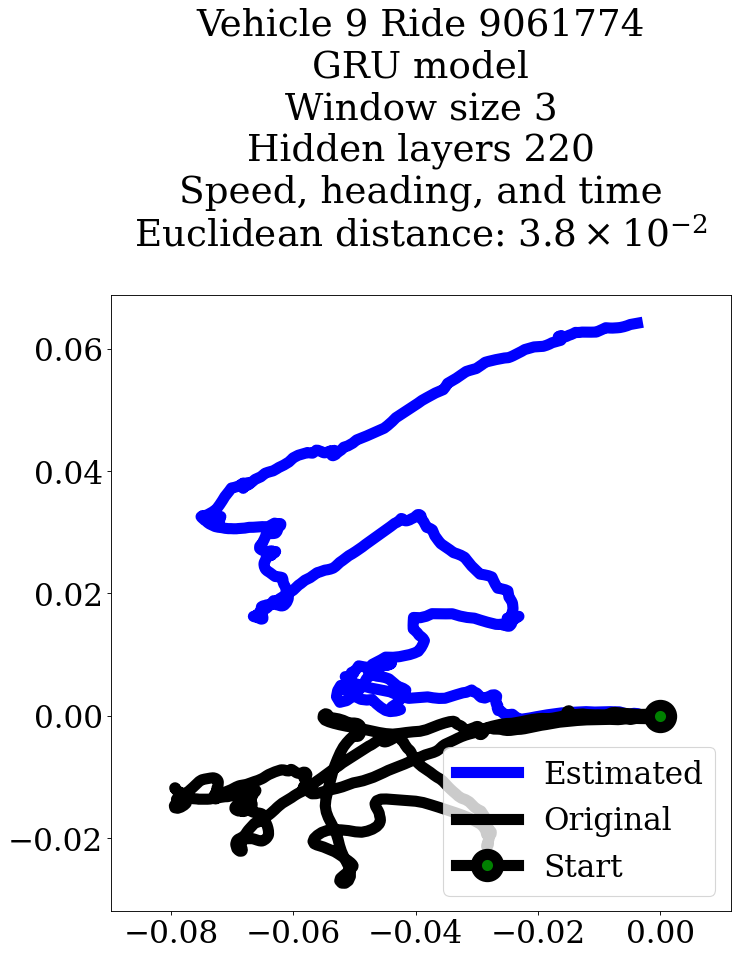 Vehicle 9 Ride 9061774
GRU model
Window size 3
Hidden layers 220
Speed, heading, and time
Euclidean distance: 3.8 × 10⁻²
0.06
0.04
0.02
0.00
−0.02
Estimated
Original
Start
−0.08 −0.06 −0.04 −0.02 0.00